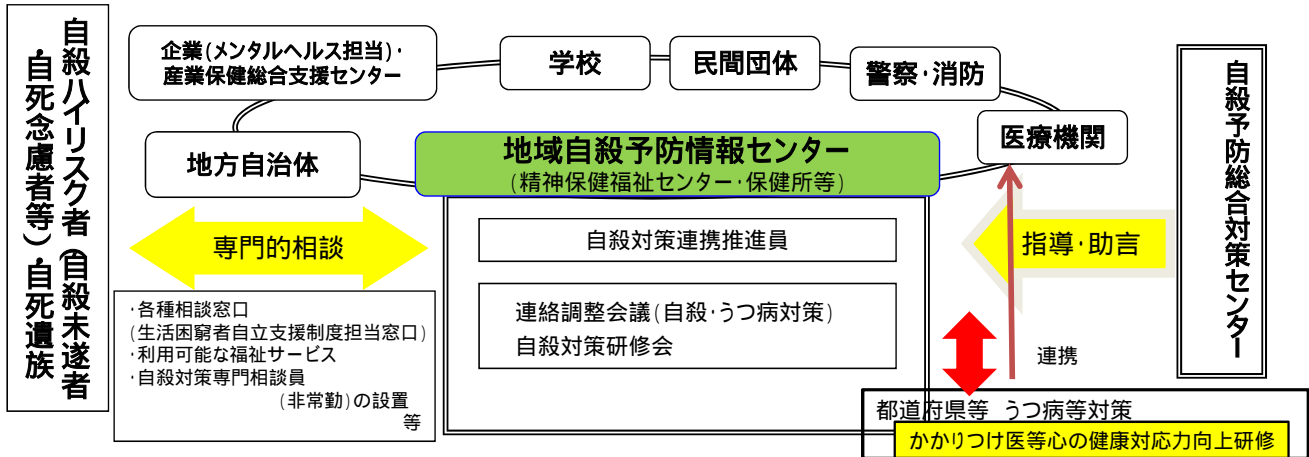 自殺ハイリスク者（自殺未遂者
・自死念慮者等）・自死遺族
企業(メンタルヘルス担当)・
産業保健総合支援センター
学校
民間団体
警察・消防
医療機関
地方自治体
地域自殺予防情報センター
(精神保健福祉センター・保健所等)
専門的相談
・各種相談窓口
(生活困窮者自立支援制度担当窓口)
・利用可能な福祉サービス
・自殺対策専門相談員
(非常勤)の設置
等
自殺対策連携推進員
連絡調整会議(自殺・うつ病対策)
自殺対策研修会
指導・助言
連携
都道府県等 うつ病等対策
かかりつけ医等心の健康対応力向上研修
自殺予防総合対策センター